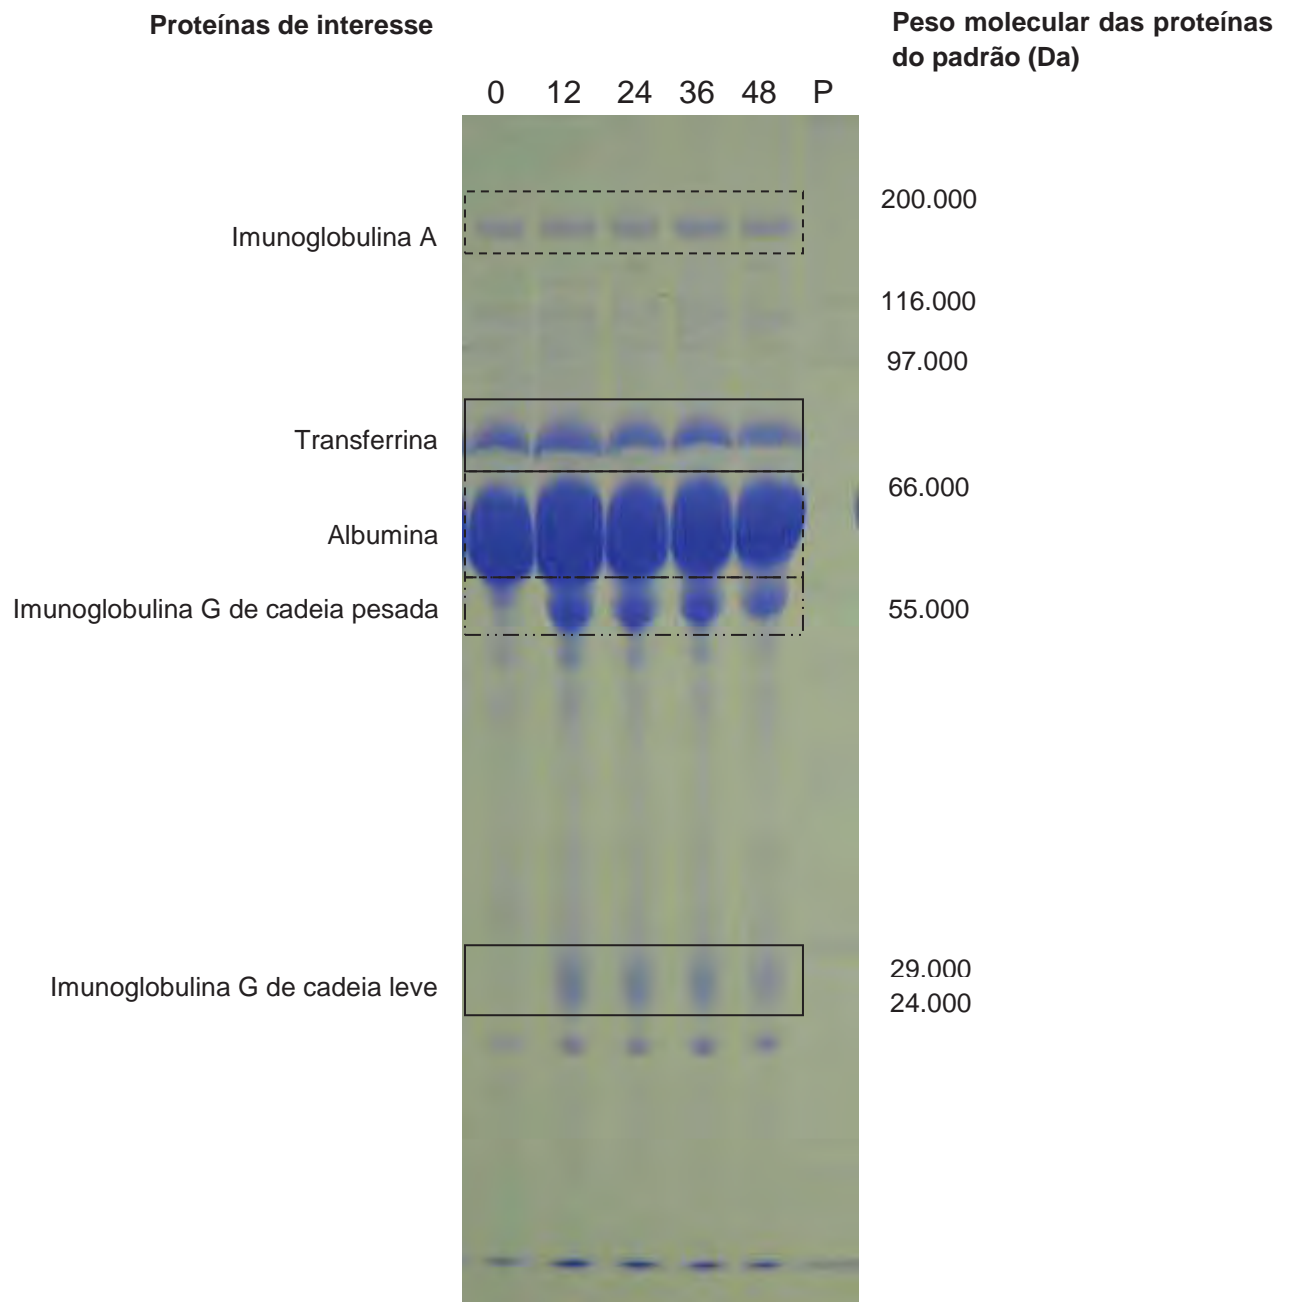 Proteínas de interesse
Peso molecular das proteínas
do padrão (Da)
0 12 24 36 48 P
200.000
Imunoglobulina A
116.000
97.000
Transferrina
66.000
Albumina
Imunoglobulina G de cadeia pesada
55.000
29.000
Imunoglobulina G de cadeia leve
24.000